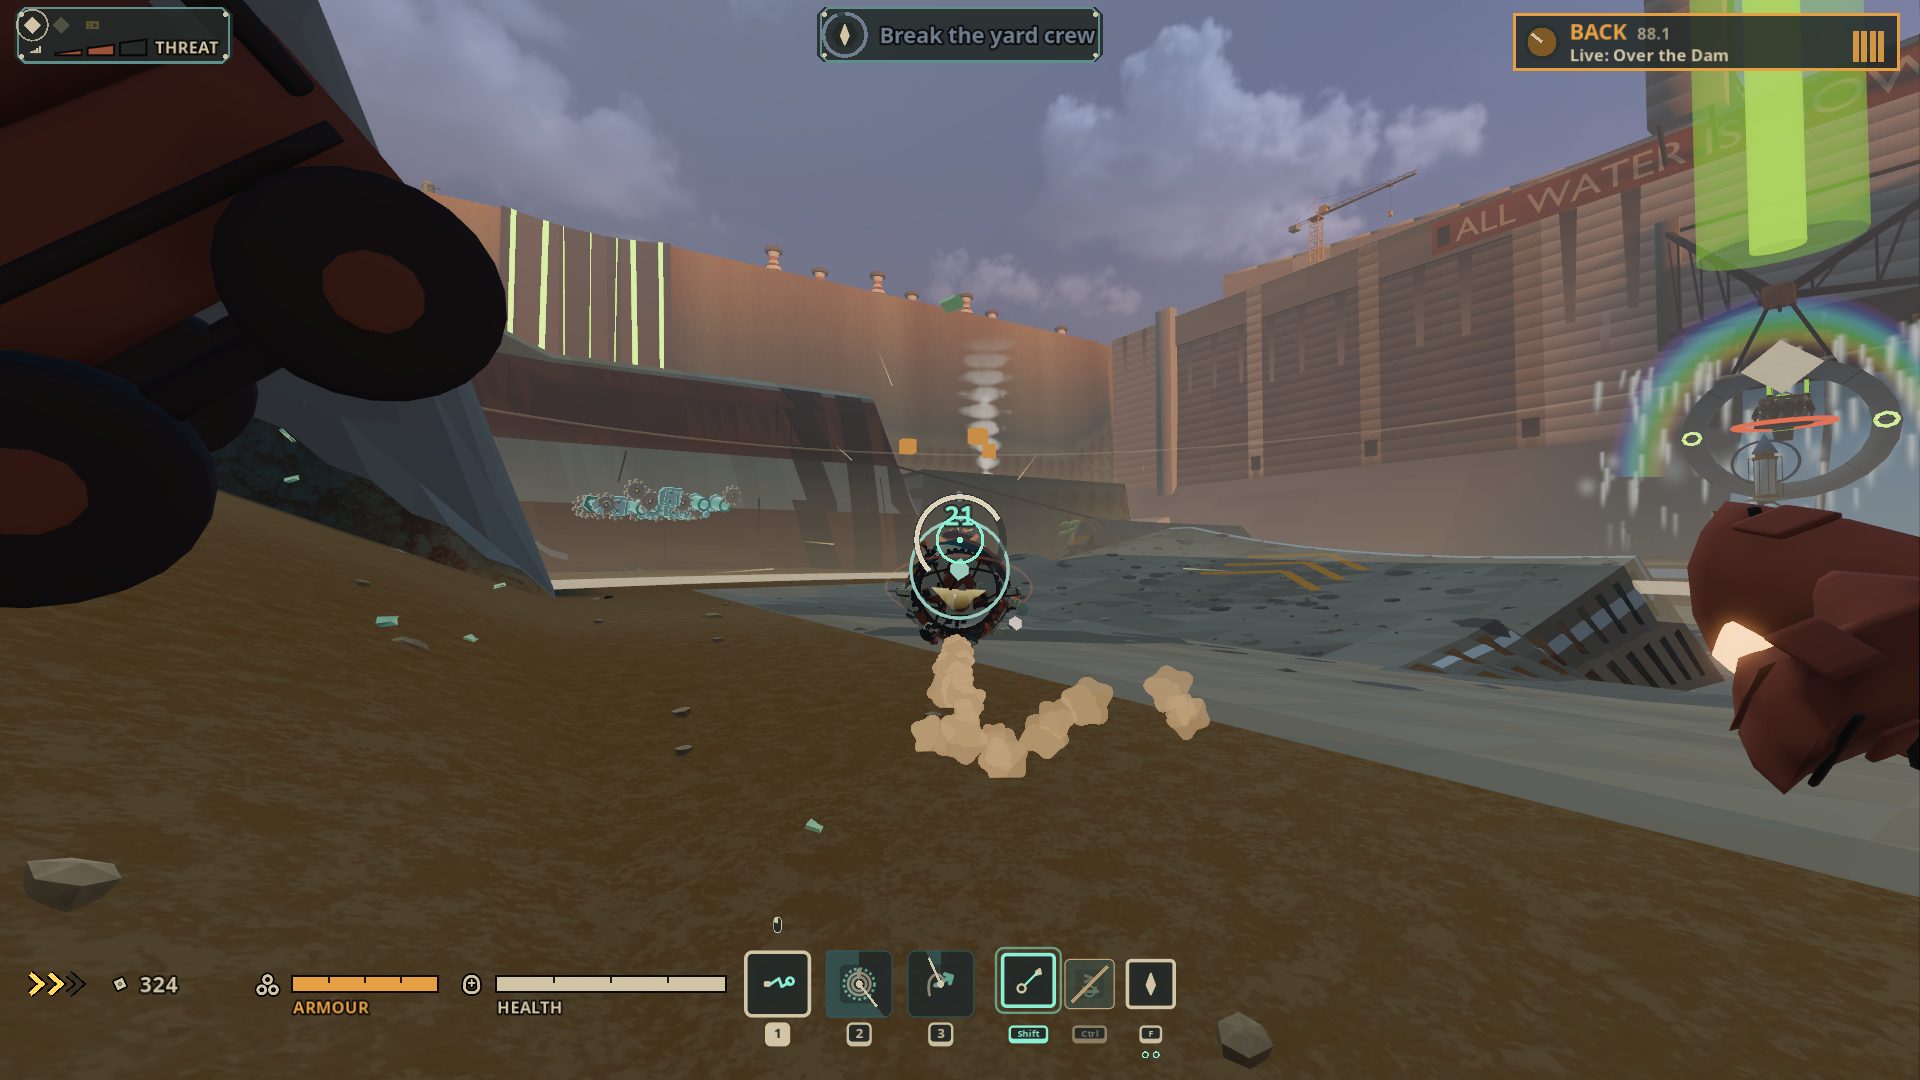 THREAT
Break the yard crew
BACK 88.1
Live: Over the Dam
ALL WATER IS
21
324
ARMOUR
HEALTH
1
2
3
Shift
Ctrl
F